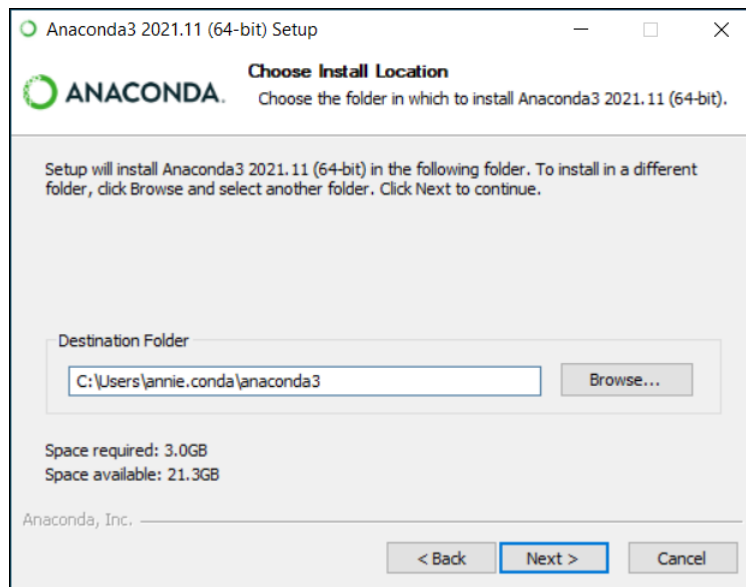 Anaconda3 2021.11 (64-bit) Setup
ANACONDA.
Choose Install Location
Choose the folder in which to install Anaconda3 2021.11 (64-bit).
Setup will install Anaconda3 2021.11 (64-bit) in the following folder. To install in a different
folder, click Browse and select another folder. Click Next to continue.
Destination Folder
C:\Users\annie.conda\anaconda3
Browse...
Space required: 3.0GB
Space available: 21.3GB
Anaconda, Inc.
< Back
Next >
Cancel